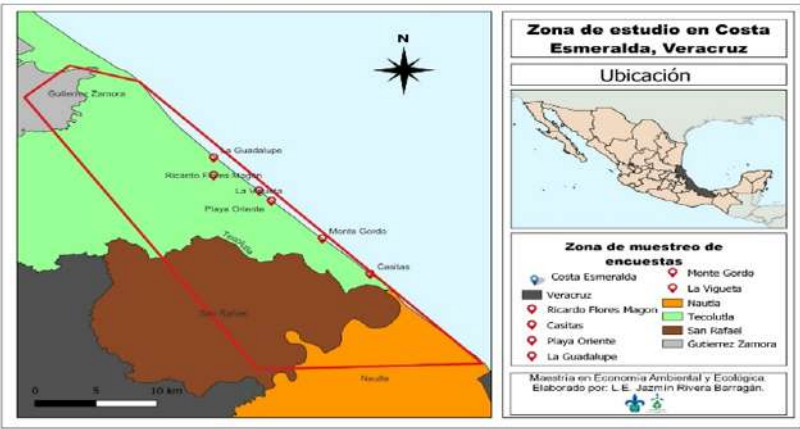 N
Gutierrez Zamora
La Guadalupe
Ricardo Flores Magon
La Vigueta
Playa Oriente
Tecolutla
Monte Gordo
Casitas
San Rafael
Nautla
0 5 10 km
Zona de estudio en Costa
Esmeralda, Veracruz
Ubicación
Zona de muestreo de
encuestas
Costa Esmeralda
Veracruz
Ricardo Flores Magon
Casitas
Playa Oriente
La Guadalupe
Monte Gordo
La Vigueta
Nautla
Tecolutla
San Rafael
Gutierrez Zamora
Maestria en Economia Ambiental y Ecológica.
Elaborado por: L.E. Jazmín Rivera Barragán.